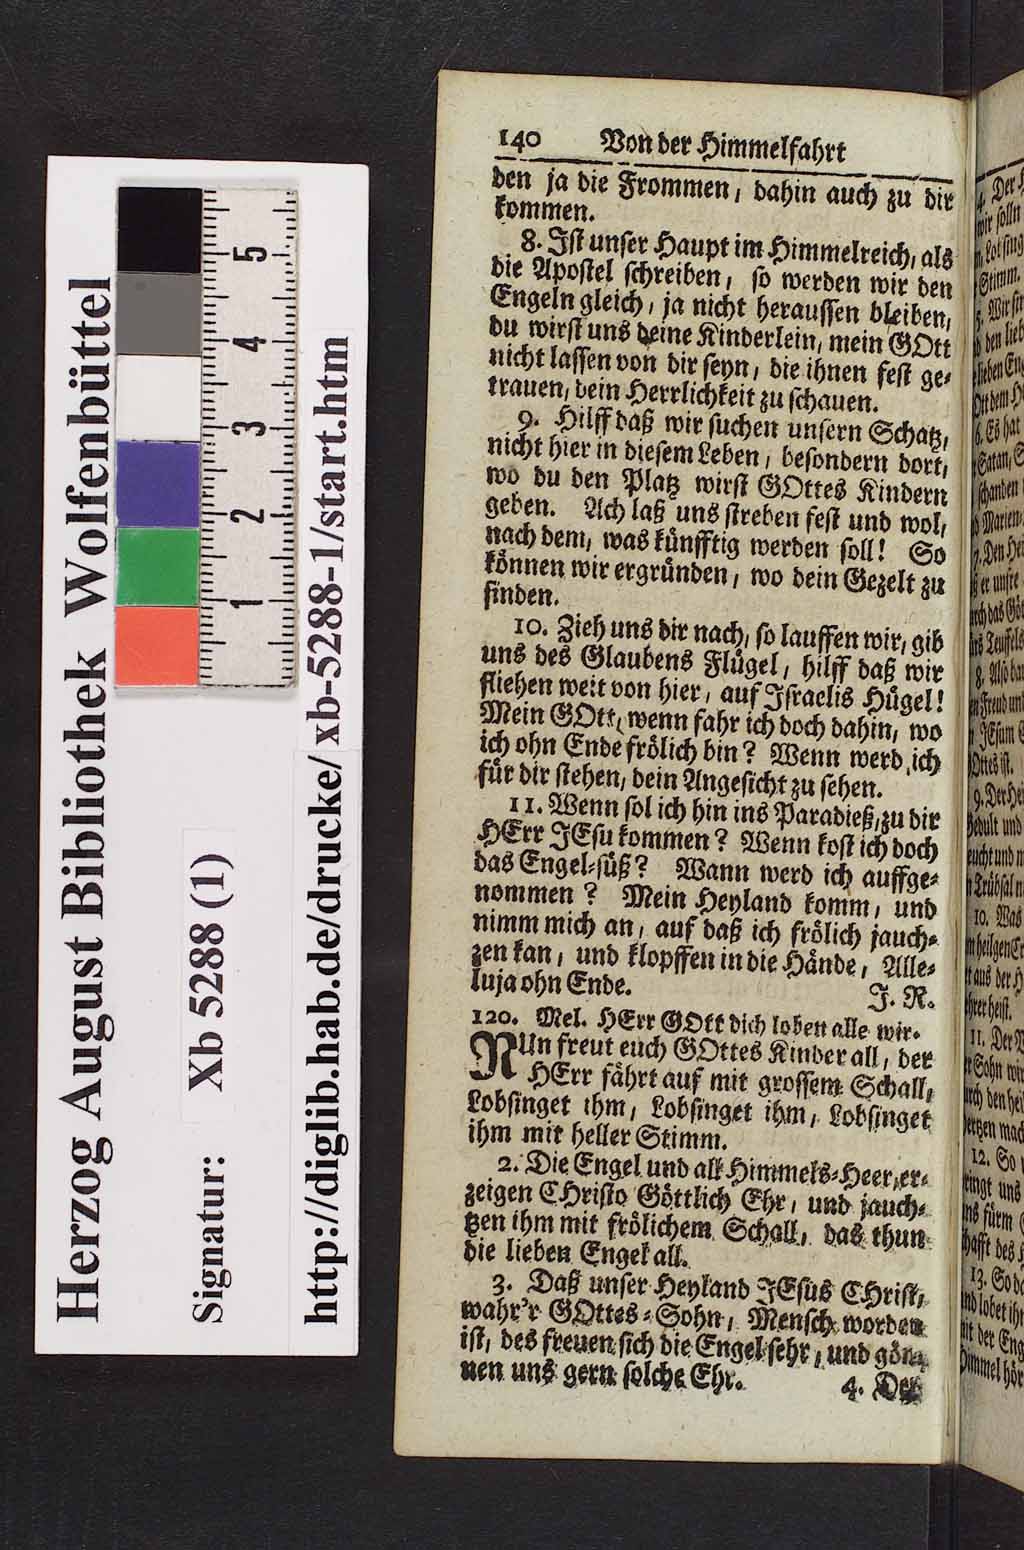 Herzog August Bibliothek Wolfenbüttel
Signatur: Xb 5288 (1)
http://diglib.hab.de/drucke/xb-5288-1/start.htm
1 2 3 4 5
140 Von der Himmelfahrt
den ja die Frommen, dahin auch zu dir
kommen.
8. Ist unser Haupt im Himmelreich, als
die Apostel schreiben, so werden wir den
Engeln gleich, ja nicht heraussen bleiben,
du wirst uns deine Kinderlein, mein GOtt
nicht lassen von dir seyn, die ihnen fest ge-
trauen, dein Herrlichkeit zu schauen.
9. Hilff daß wir suchen unsern Schatz,
nicht hier in diesem Leben, besondern dort,
wo du den Platz wirst GOttes Kindern
geben. Ach laß uns streben fest und wol,
nach dem, was künfftig werden soll! So
können wir ergründen, wo dein Gezelt zu
finden.
10. Zieh uns dir nach, so lauffen wir, gib
uns des Glaubens Flügel, hilff daß wir
fliehen weit von hier, auf Israelis Hügel!
Mein GOtt, wenn fahr ich doch dahin, wo
ich ohn Ende frölich bin? Wenn werd ich
für dir stehen, dein Angesicht zu sehen.
11. Wenn sol ich hin ins Paradieß, zu dir
HErr JEsu kommen? Wenn kost ich doch
das Engel-süß? Wann werd ich auffge-
nommen? Mein Heyland komm, und
nimm mich an, auf daß ich frölich jauch-
zen kan, und klopffen in die Hände, Alle-
luja ohn Ende. J. R.
120. Mel. HErr GOtt dich loben alle wir.
NUn freut euch GOttes Kinder all, der
HErr fährt auf mit grossem Schall,
Lobsinget ihm, Lobsinget ihm, Lobsinget
ihm mit heller Stimm.
2. Die Engel und all Himmels-Heer, er-
zeigen CHristo Göttlich Ehr, und jauch-
tzen ihm mit frölichem Schall, das thun
die lieben Engel all.
3. Daß unser Heyland JEsus CHrist,
wahr'r GOttes-Sohn, Mensch worden
ist, des freuen sich die Engel sehr, und gön-
nen uns gern solche Ehr.
4. Der